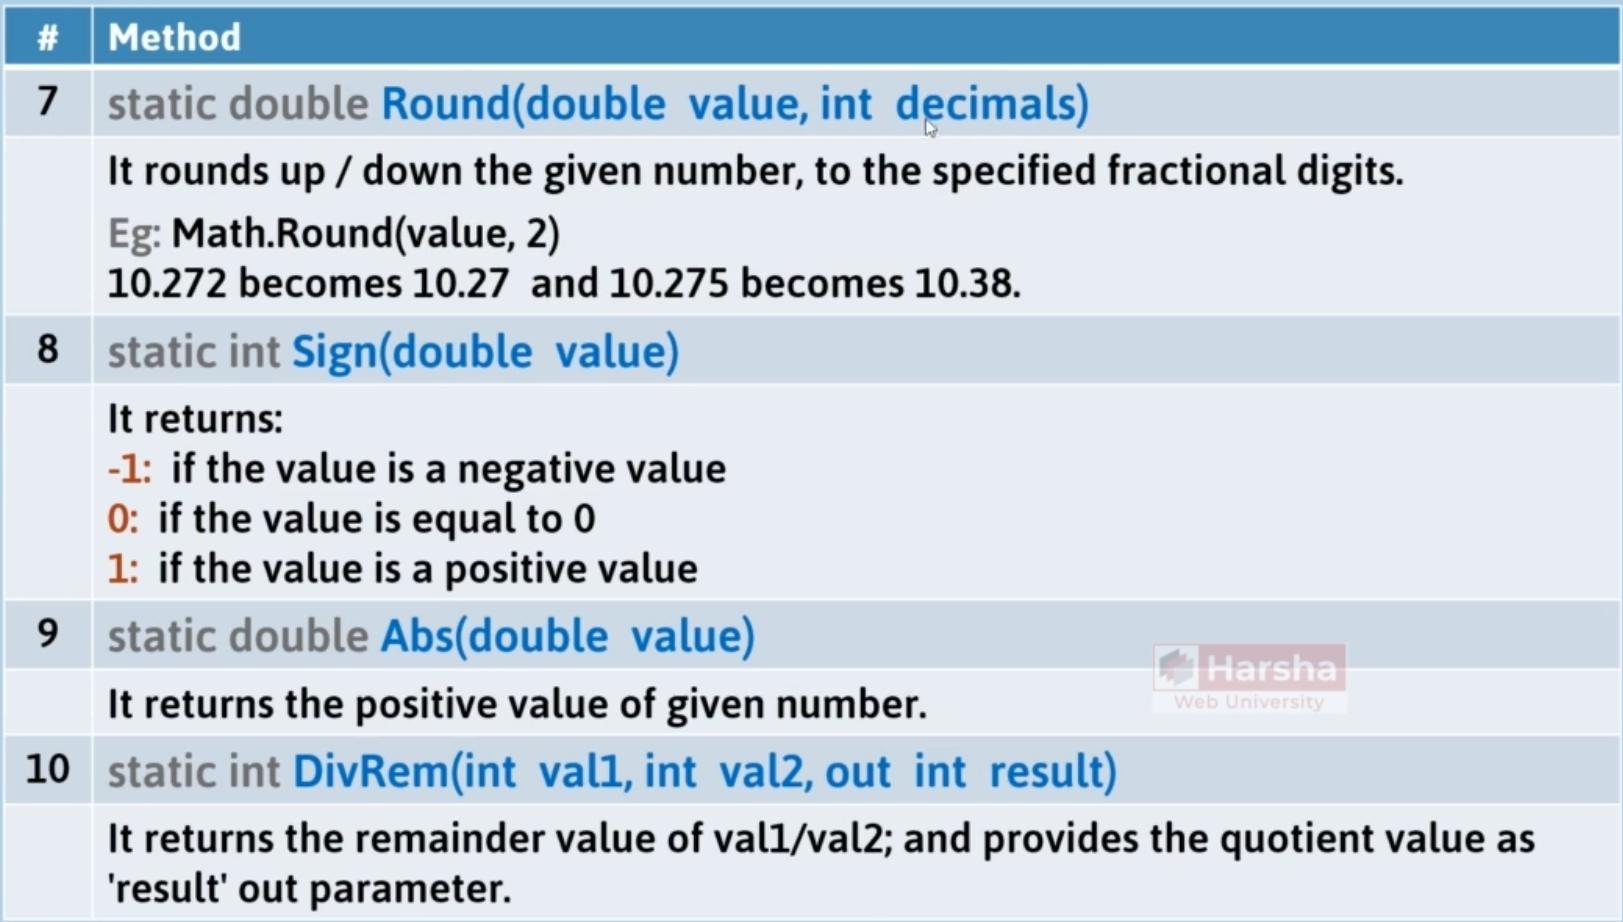 # Method
7 static double Round(double value, int decimals)
It rounds up / down the given number, to the specified fractional digits.
Eg: Math.Round(value, 2)
10.272 becomes 10.27 and 10.275 becomes 10.38.
8 static int Sign(double value)
It returns:
-1: if the value is a negative value
0: if the value is equal to 0
1: if the value is a positive value
9 static double Abs(double value)
Harsha
Web University
It returns the positive value of given number.
10 static int DivRem(int val1, int val2, out int result)
It returns the remainder value of val1/val2; and provides the quotient value as
'result' out parameter.